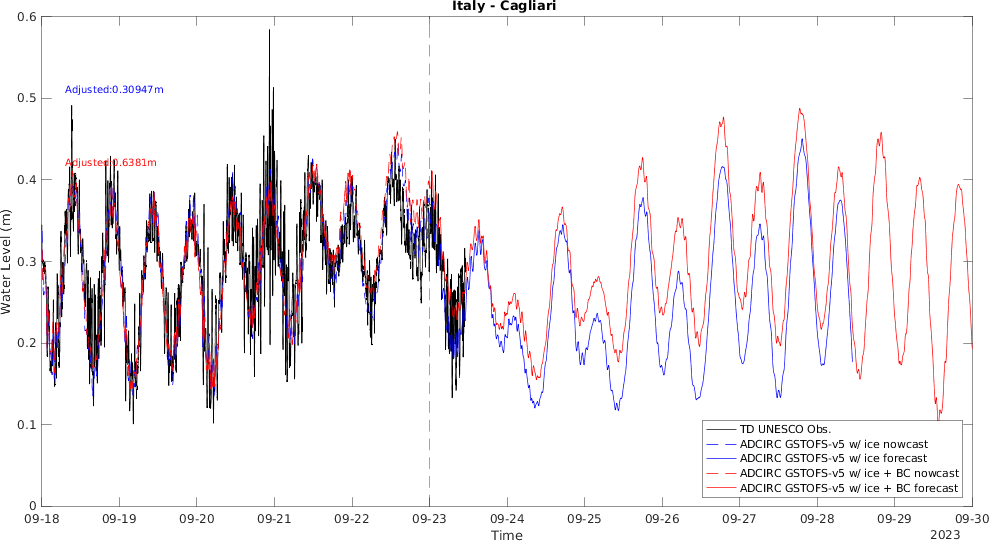 Italy - Cagliari
Water Level (m)
0.6
0.5
0.4
0.3
0.2
0.1
0
Adjusted:0.30947m
Adjusted:0.6381m
TD UNESCO Obs.
ADCIRC GSTOFS-v5 w/ ice nowcast
ADCIRC GSTOFS-v5 w/ ice forecast
ADCIRC GSTOFS-v5 w/ ice + BC nowcast
ADCIRC GSTOFS-v5 w/ ice + BC forecast
09-18 09-19 09-20 09-21 09-22 09-23 09-24 09-25 09-26 09-27 09-28 09-29 09-30
Time
2023